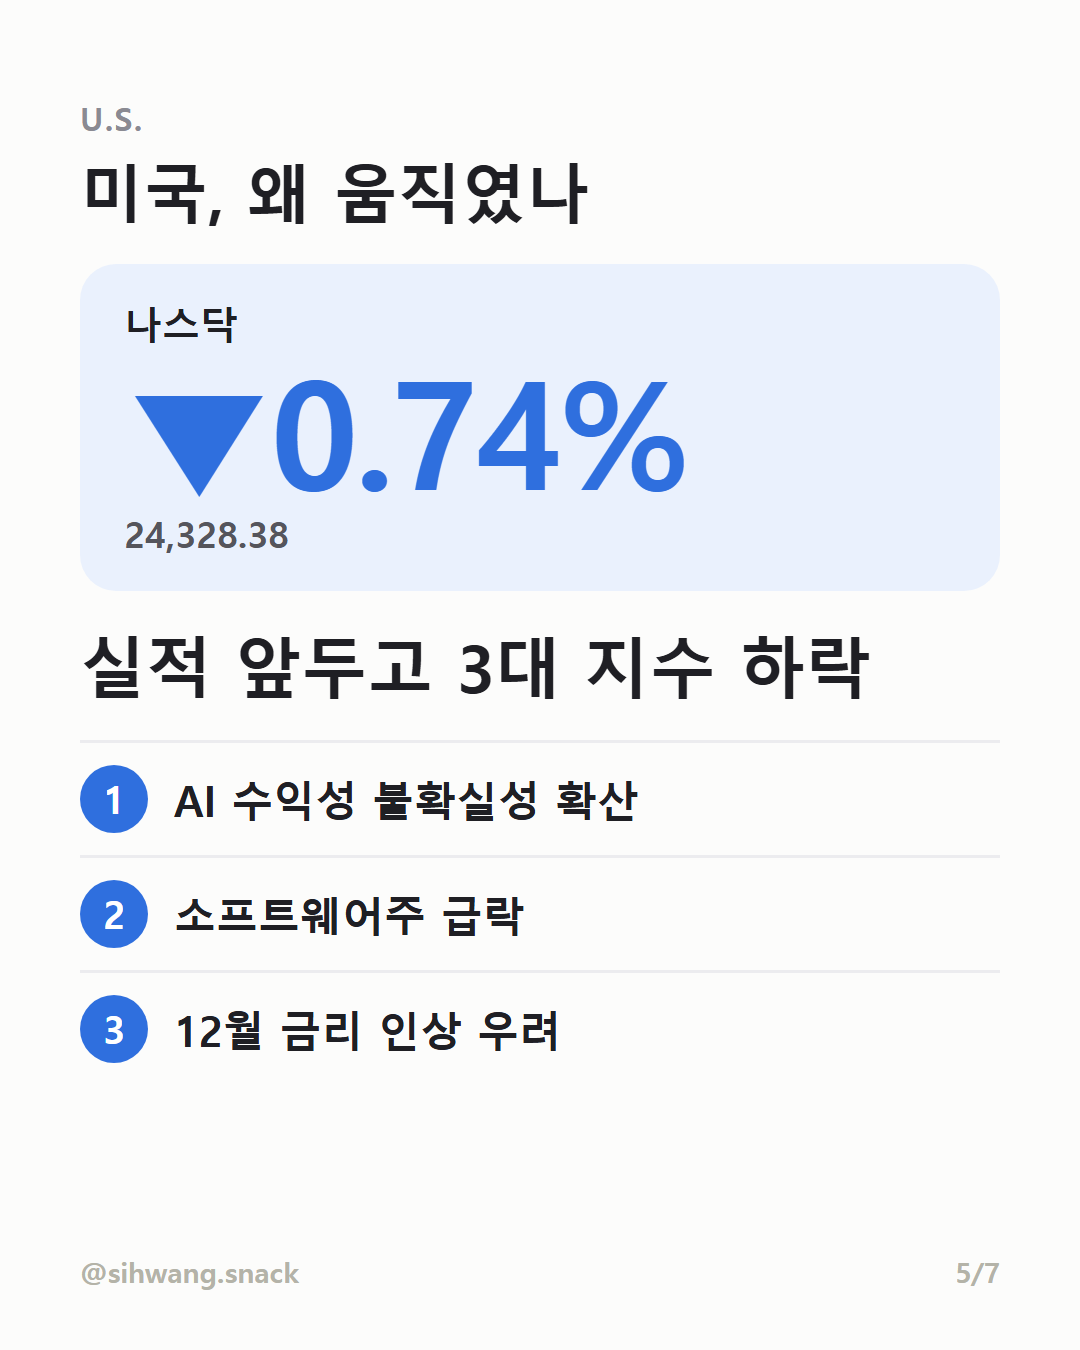 U.S.
미국, 왜 움직였나
나스닥
▼0.74%
24,328.38
실적 앞두고 3대 지수 하락
1 AI 수익성 불확실성 확산
2 소프트웨어주 급락
3 12월 금리 인상 우려
@sihwang.snack 5/7